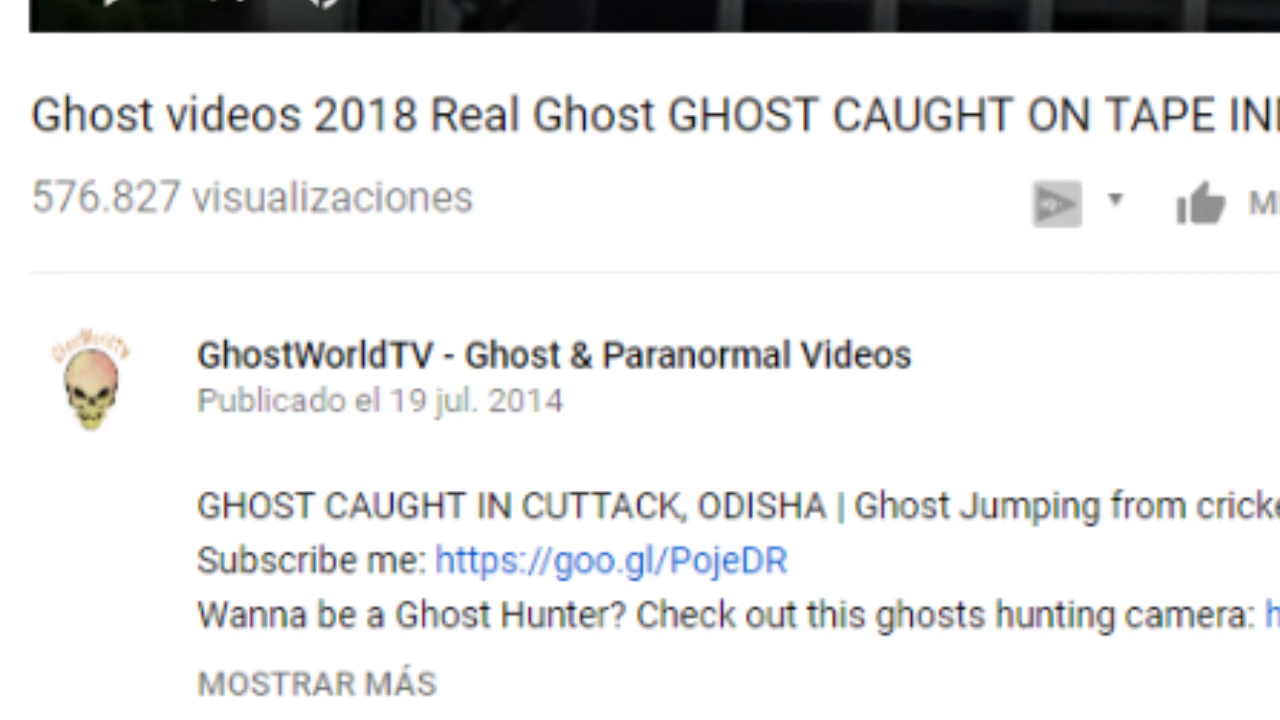 Ghost videos 2018 Real Ghost GHOST CAUGHT ON TAPE
576.827 visualizaciones
GhostWorldTV - Ghost & Paranormal Videos
Publicado el 19 jul. 2014
GHOST CAUGHT IN CUTTACK, ODISHA | Ghost Jumping from
Subscribe me: https://goo.gl/PojeDR
Wanna be a Ghost Hunter? Check out this ghosts hunting camera:
MOSTRAR MÁS